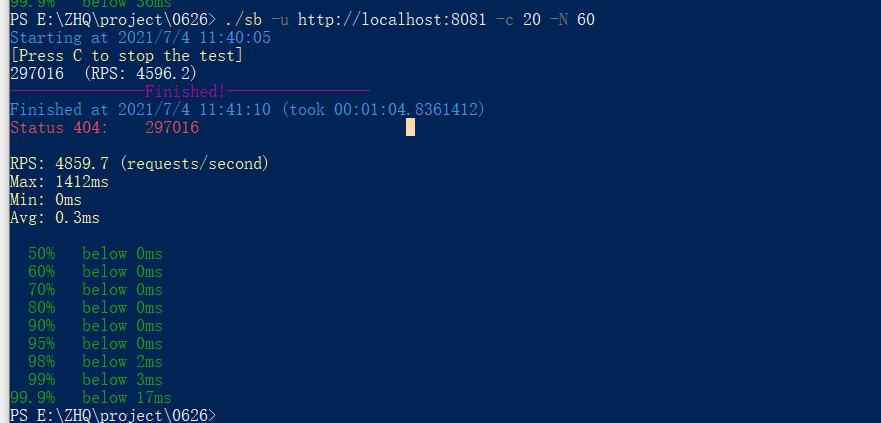 99.9%   below 36ms
PS E:\ZHQ\project\0626> ./sb -u http://localhost:8081 -c 20 -N 60
Starting at 2021/7/4 11:40:05
[Press C to stop the test]
297016  (RPS: 4596.2)
---------------Finished!----------------
Finished at 2021/7/4 11:41:10 (took 00:01:04.8361412)
Status 404:    297016
RPS: 4859.7 (requests/second)
Max: 1412ms
Min: 0ms
Avg: 0.3ms
50%   below 0ms
60%   below 0ms
70%   below 0ms
80%   below 0ms
90%   below 0ms
95%   below 0ms
98%   below 2ms
99%   below 3ms
99.9%   below 17ms
PS E:\ZHQ\project\0626>